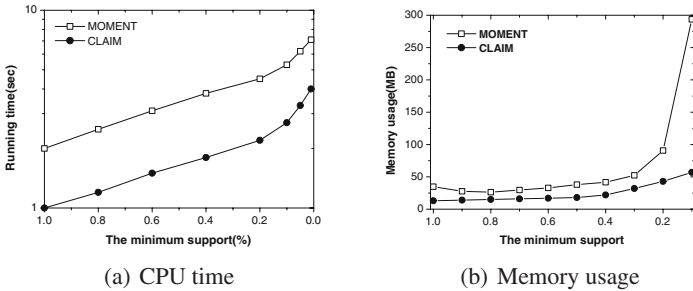 10
MOMENT
CLAIM
Running time(sec)
1
1.0 0.8 0.6 0.4 0.2 0.0
The minimum support(%)
(a) CPU time
300
MOMENT
CLAIM
250
200
150
100
50
0
Memory usage(MB)
1.0 0.8 0.6 0.4 0.2
The minimum support
(b) Memory usage